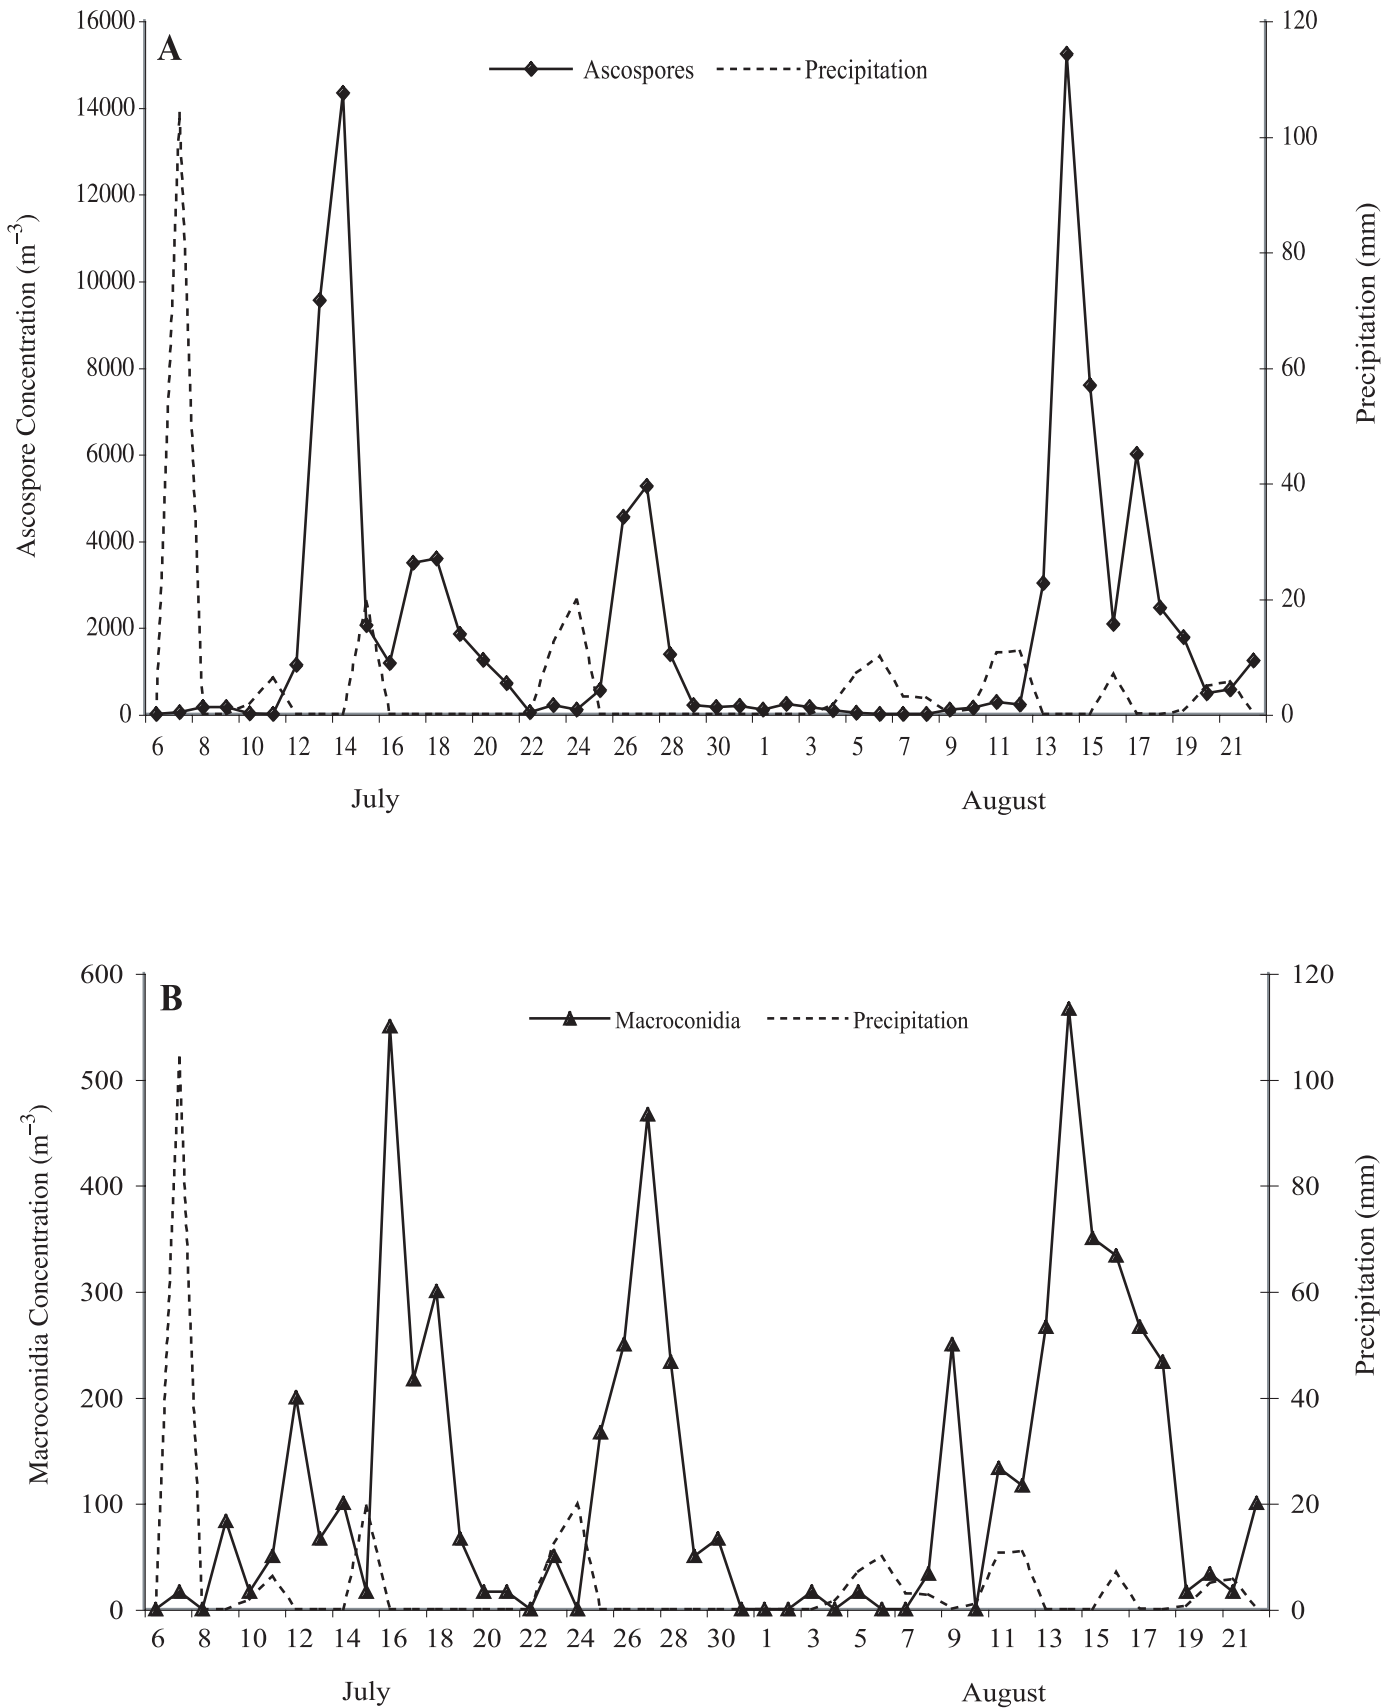 A
Ascospores
Precipitation
16000
14000
12000
10000
8000
6000
4000
2000
0
120
100
80
60
40
20
0
Ascospore Concentration (m−3)
Precipitation (mm)
6 8 10 12 14 16 18 20 22 24 26 28 30 1 3 5 7 9 11 13 15 17 19 21
July August
B
Macroconidia
Precipitation
600
500
400
300
200
100
0
120
100
80
60
40
20
0
Macroconidia Concentration (m−3)
Precipitation (mm)
6 8 10 12 14 16 18 20 22 24 26 28 30 1 3 5 7 9 11 13 15 17 19 21
July August